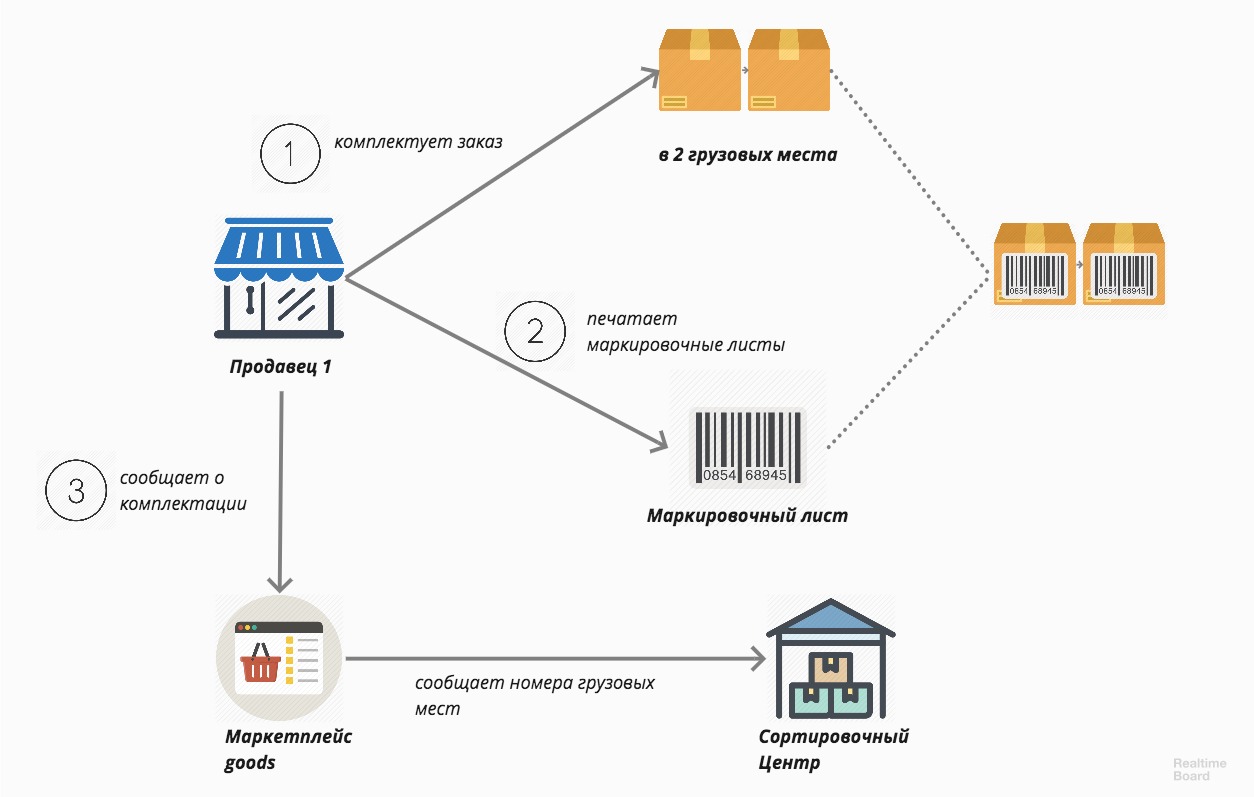 1
комплектует заказ
в 2 грузовых места
0854 68945
0854 68945
2
печатает
маркировочные листы
Продавец 1
0854 68945
Маркировочный лист
3
сообщает о
комплектации
сообщает номера грузовых
мест
Маркетплейс
goods
Сортировочный
Центр
Realtime
Board